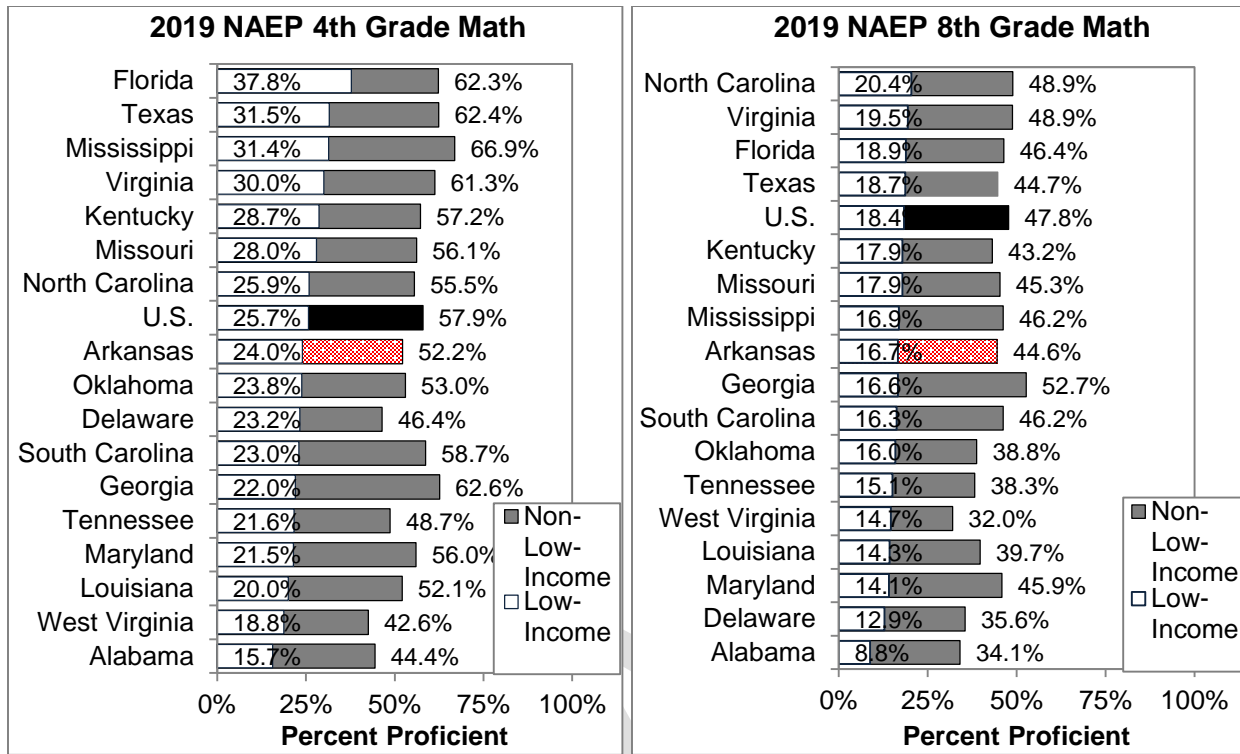 2019 NAEP 4th Grade Math
Florida 37.8% 62.3%
Texas 31.5% 62.4%
Mississippi 31.4% 66.9%
Virginia 30.0% 61.3%
Kentucky 28.7% 57.2%
Missouri 28.0% 56.1%
North Carolina 25.9% 55.5%
U.S. 25.7% 57.9%
Arkansas 24.0% 52.2%
Oklahoma 23.8% 53.0%
Delaware 23.2% 46.4%
South Carolina 23.0% 58.7%
Georgia 22.0% 62.6%
Tennessee 21.6% 48.7%
Maryland 21.5% 56.0%
Louisiana 20.0% 52.1%
West Virginia 18.8% 42.6%
Alabama 15.7% 44.4%
Non-
Low-
Income
Low-
Income
0% 25% 50% 75% 100%
Percent Proficient
2019 NAEP 8th Grade Math
North Carolina 20.4% 48.9%
Virginia 19.5% 48.9%
Florida 18.9% 46.4%
Texas 18.7% 44.7%
U.S. 18.4% 47.8%
Kentucky 17.9% 43.2%
Missouri 17.9% 45.3%
Mississippi 16.9% 46.2%
Arkansas 16.7% 44.6%
Georgia 16.6% 52.7%
South Carolina 16.3% 46.2%
Oklahoma 16.0% 38.8%
Tennessee 15.1% 38.3%
West Virginia 14.7% 32.0%
Louisiana 14.3% 39.7%
Maryland 14.1% 45.9%
Delaware 12.9% 35.6%
Alabama 8.8% 34.1%
Non-
Low-
Income
Low-
Income
0% 25% 50% 75% 100%
Percent Proficient